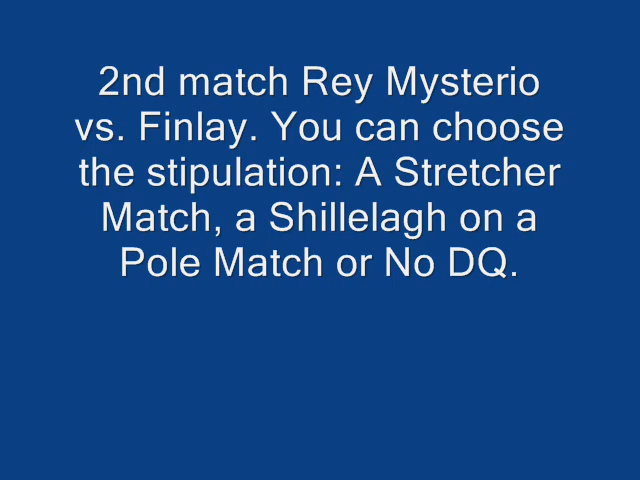 2nd match Rey Mysterio
vs. Finlay. You can choose
the stipulation: A Stretcher
Match, a Shillelagh on a
Pole Match or No DQ.